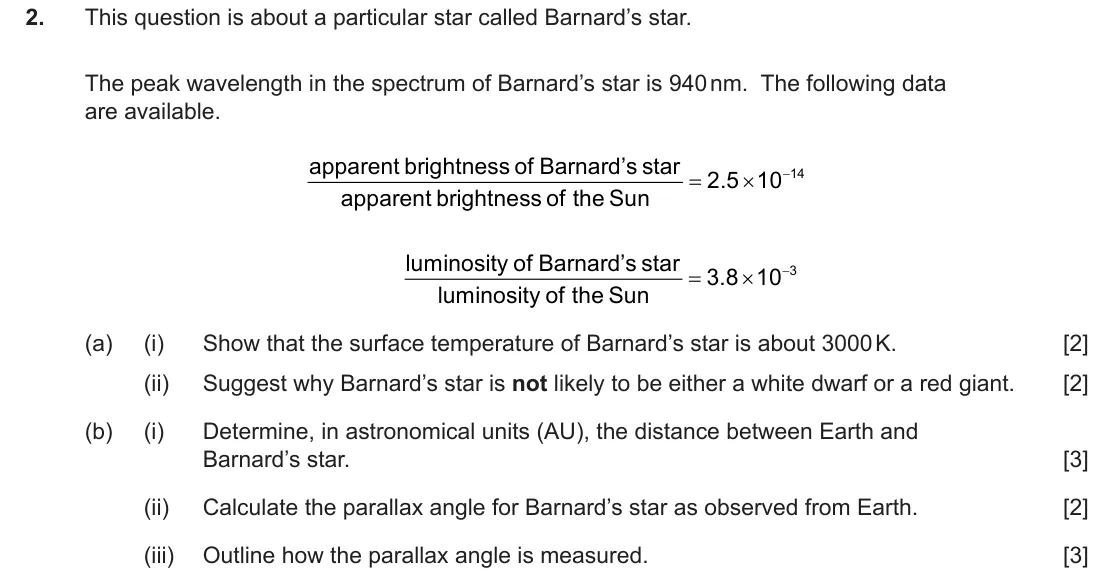 2. This question is about a particular star called Barnard’s star.
The peak wavelength in the spectrum of Barnard’s star is 940 nm. The following data
are available.
apparent brightness of Barnard’s star
apparent brightness of the Sun
= 2.5 × 10⁻¹⁴
luminosity of Barnard’s star
luminosity of the Sun
= 3.8 × 10⁻³
(a) (i) Show that the surface temperature of Barnard’s star is about 3000 K. [2]
(ii) Suggest why Barnard’s star is not likely to be either a white dwarf or a red giant. [2]
(b) (i) Determine, in astronomical units (AU), the distance between Earth and
Barnard’s star. [3]
(ii) Calculate the parallax angle for Barnard’s star as observed from Earth. [2]
(iii) Outline how the parallax angle is measured. [3]